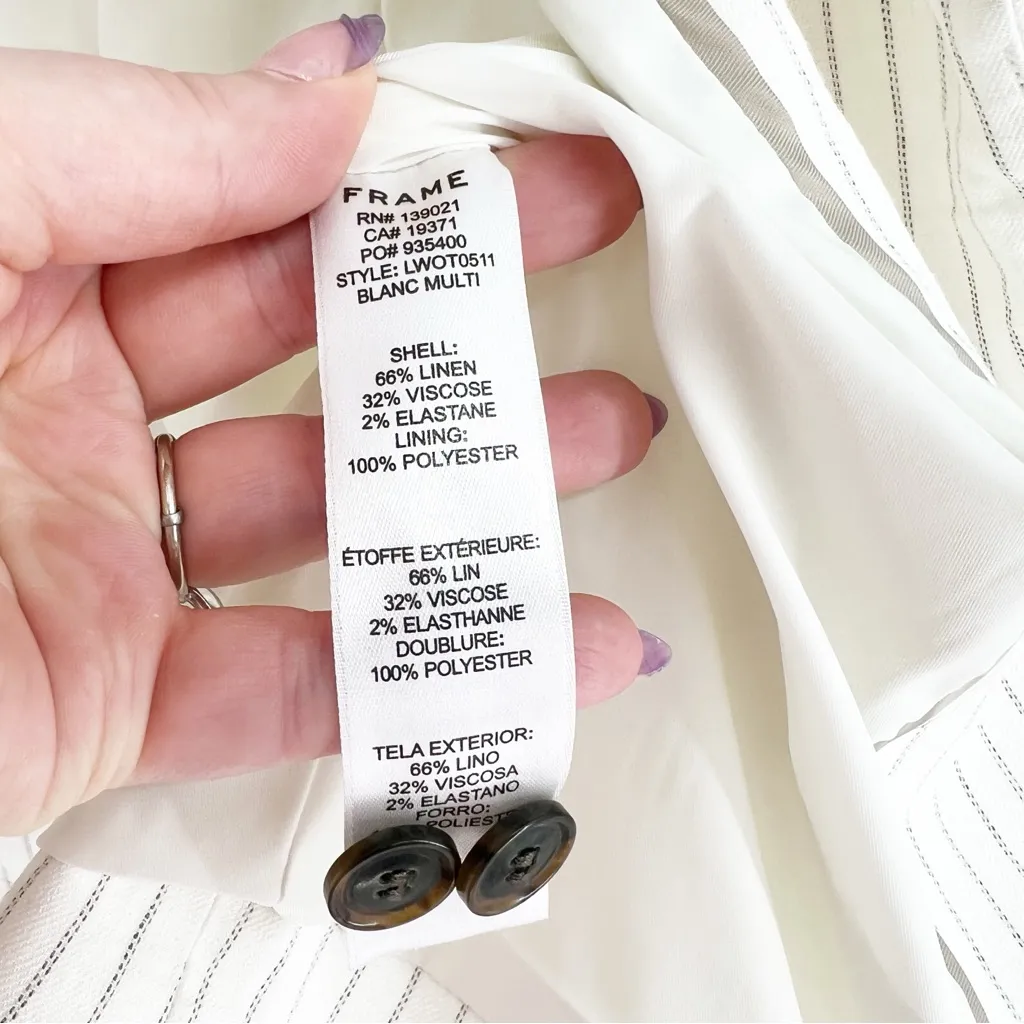 FRAME
RN# 139021
CA# 19371
PO# 935400
STYLE: LWOT0511
BLANC MULTI
SHELL:
66% LINEN
32% VISCOSE
2% ELASTANE
LINING:
100% POLYESTER
ÉTOFFE EXTÉRIEURE:
66% LIN
32% VISCOSE
2% ELASTHANNE
DOUBLURE:
100% POLYESTER
TELA EXTERIOR:
66% LINO
32% VISCOSA
2% ELASTANO
FORRO: